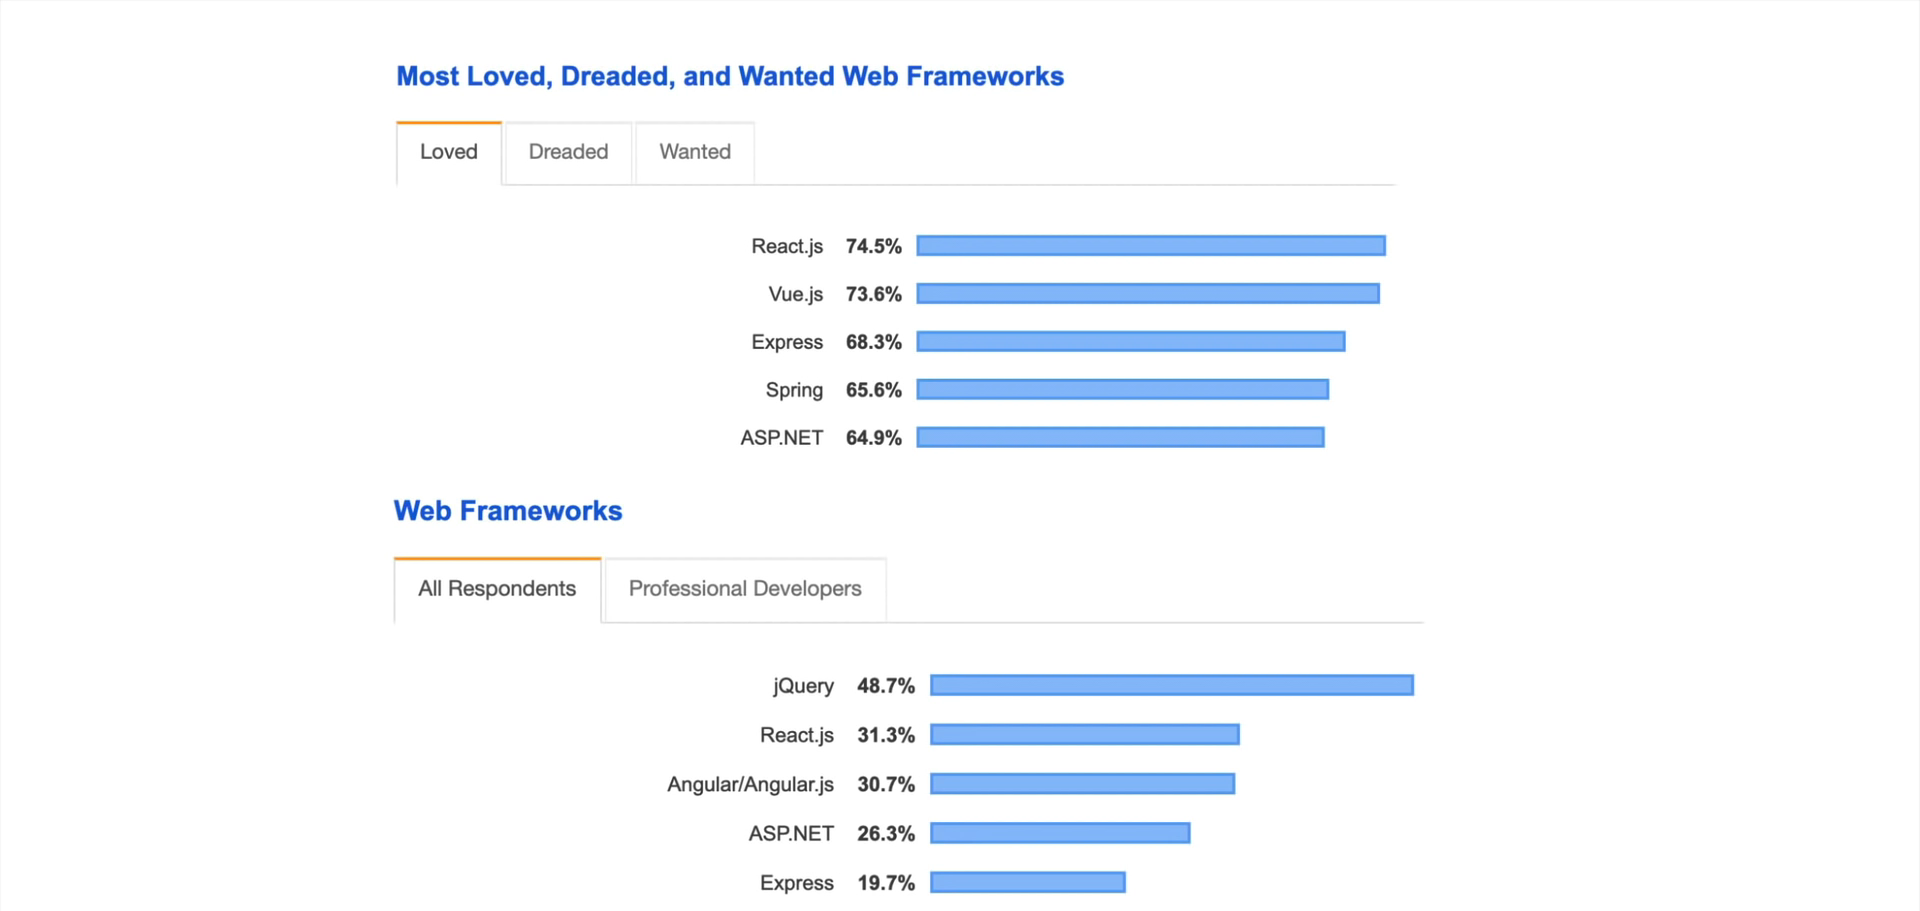 Most Loved, Dreaded, and Wanted Web Frameworks
Loved Dreaded Wanted
React.js 74.5%
Vue.js 73.6%
Express 68.3%
Spring 65.6%
ASP.NET 64.9%
Web Frameworks
All Respondents Professional Developers
jQuery 48.7%
React.js 31.3%
Angular/Angular.js 30.7%
ASP.NET 26.3%
Express 19.7%